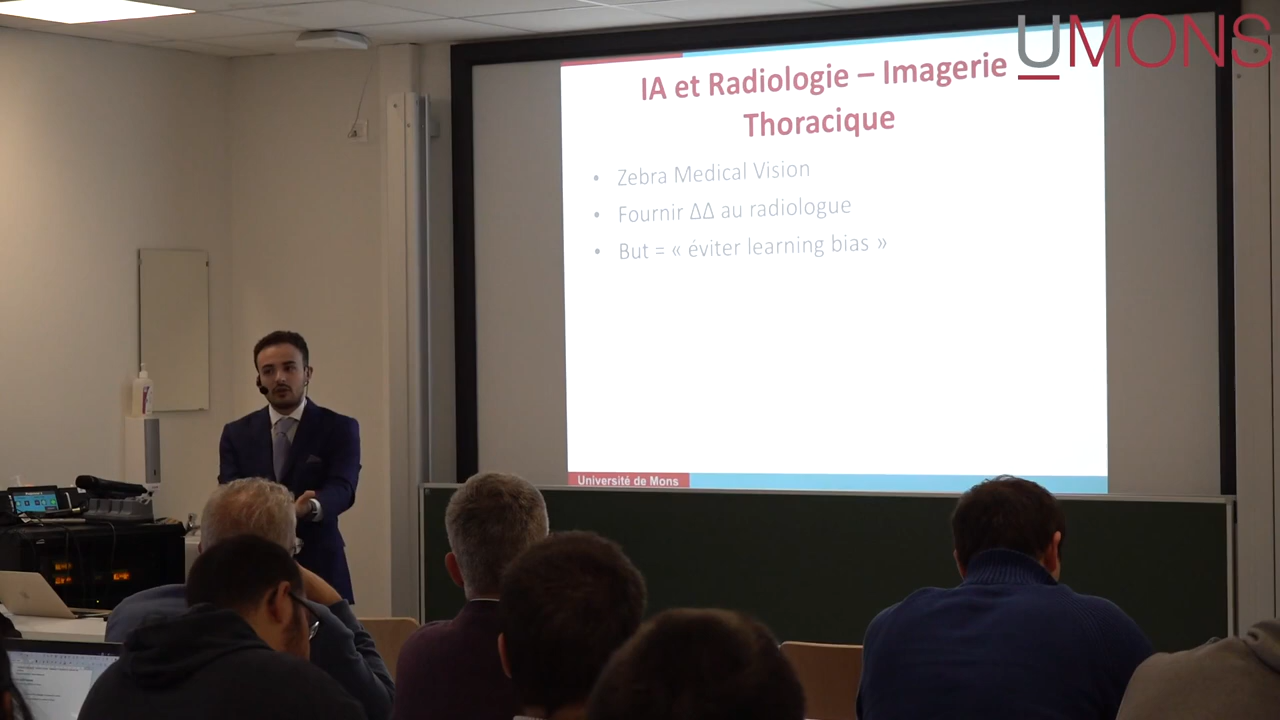 UMONS
IA et Radiologie – Imagerie
Thoracique
• Zebra Medical Vision
• Fournir ΔΔ au radiologue
• But = « éviter learning bias »
Université de Mons